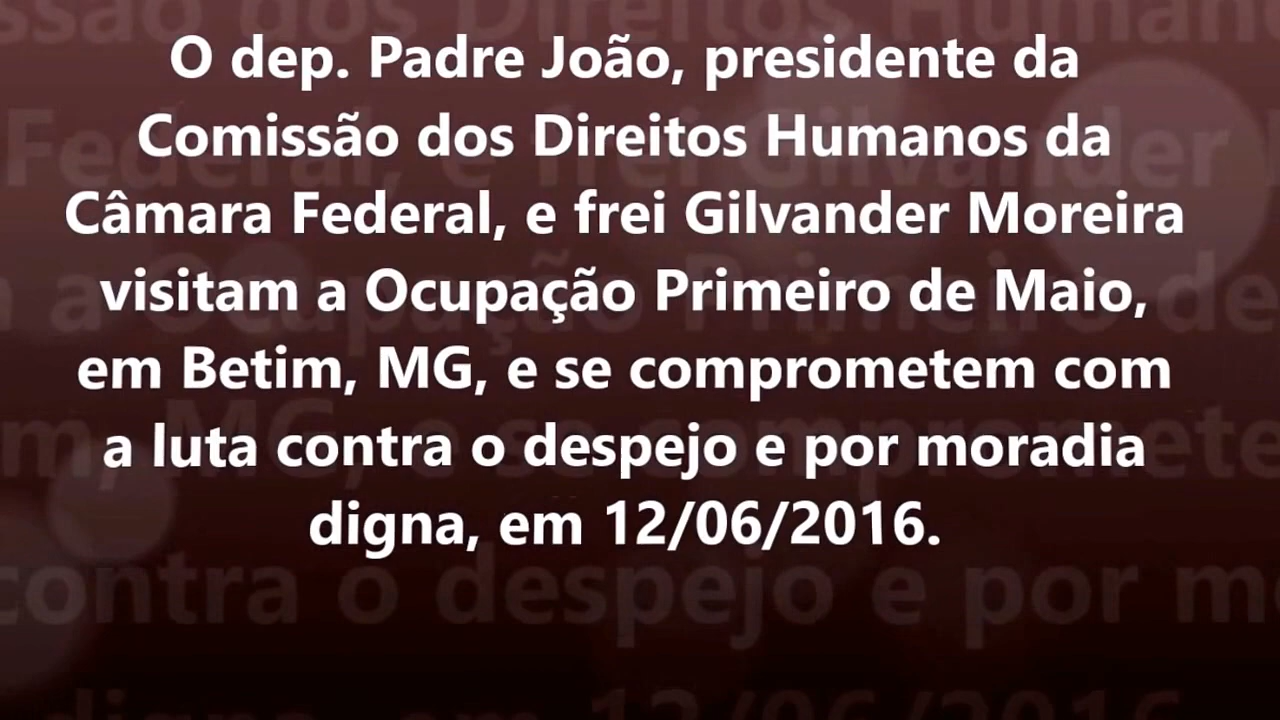 O dep. Padre João, presidente da
Comissão dos Direitos Humanos da
Câmara Federal, e frei Gilvander Moreira
visitam a Ocupação Primeiro de Maio,
em Betim, MG, e se comprometem com
a luta contra o despejo e por moradia
digna, em 12/06/2016.